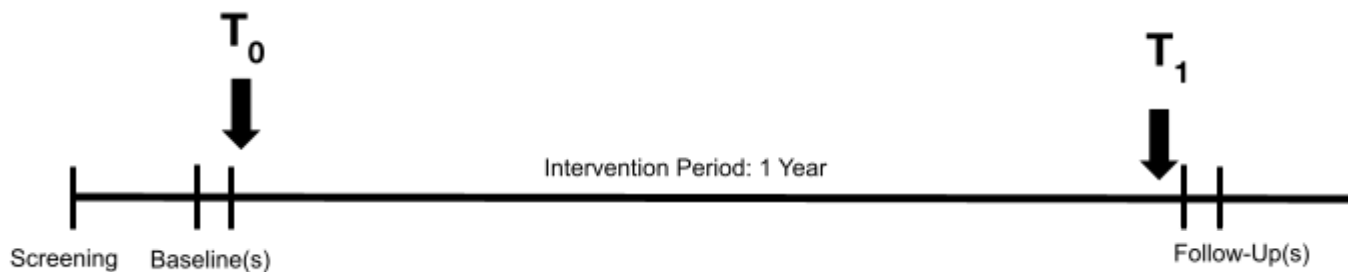 T0
T1
Intervention Period: 1 Year
Screening
Baseline(s)
Follow-Up(s)